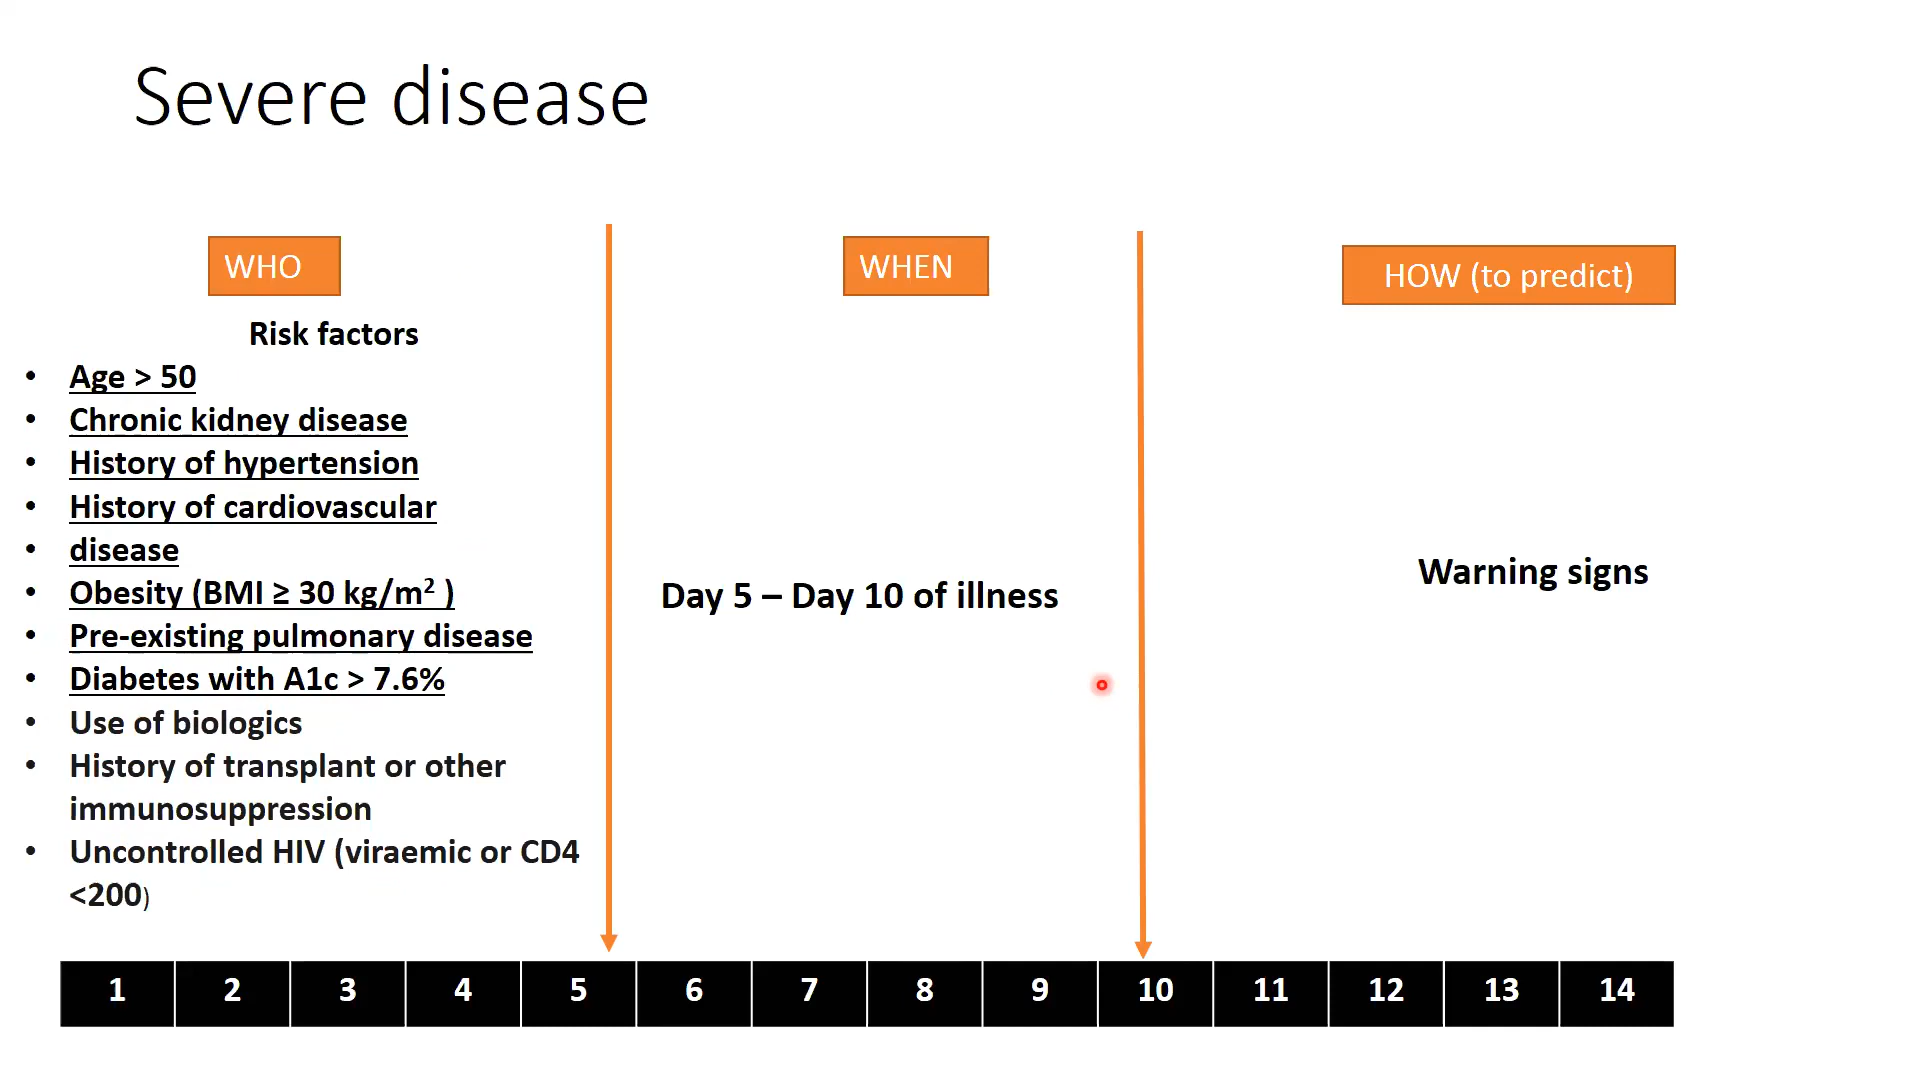 Severe disease
WHO
WHEN
HOW (to predict)
Risk factors
• Age > 50
• Chronic kidney disease
• History of hypertension
• History of cardiovascular
• disease
• Obesity (BMI ≥ 30 kg/m² )
• Pre-existing pulmonary disease
• Diabetes with A1c > 7.6%
• Use of biologics
• History of transplant or other
immunosuppression
• Uncontrolled HIV (viraemic or CD4
<200)
Day 5 – Day 10 of illness
Warning signs
1 2 3 4 5 6 7 8 9 10 11 12 13 14